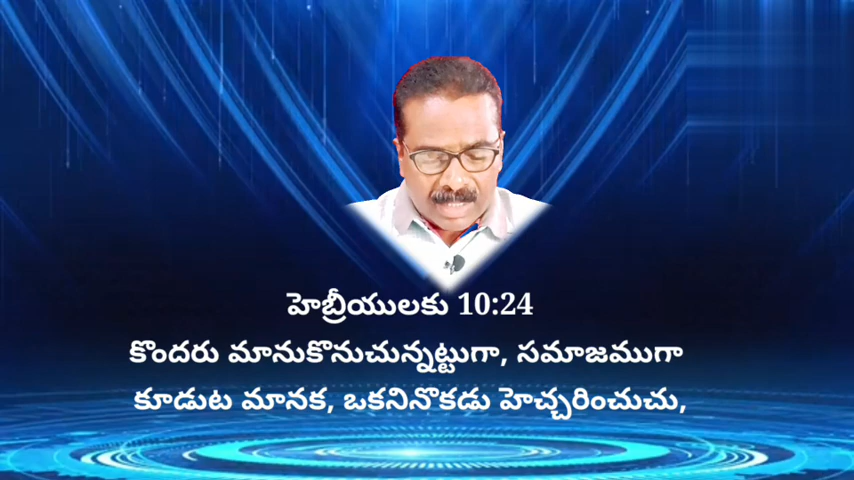 హెబ్రీయులకు 10:24
కొందరు మానుకొనుచున్నట్టుగా, సమాజముగా
కూడుట మానక, ఒకనినొకడు హెచ్చరించుచు,